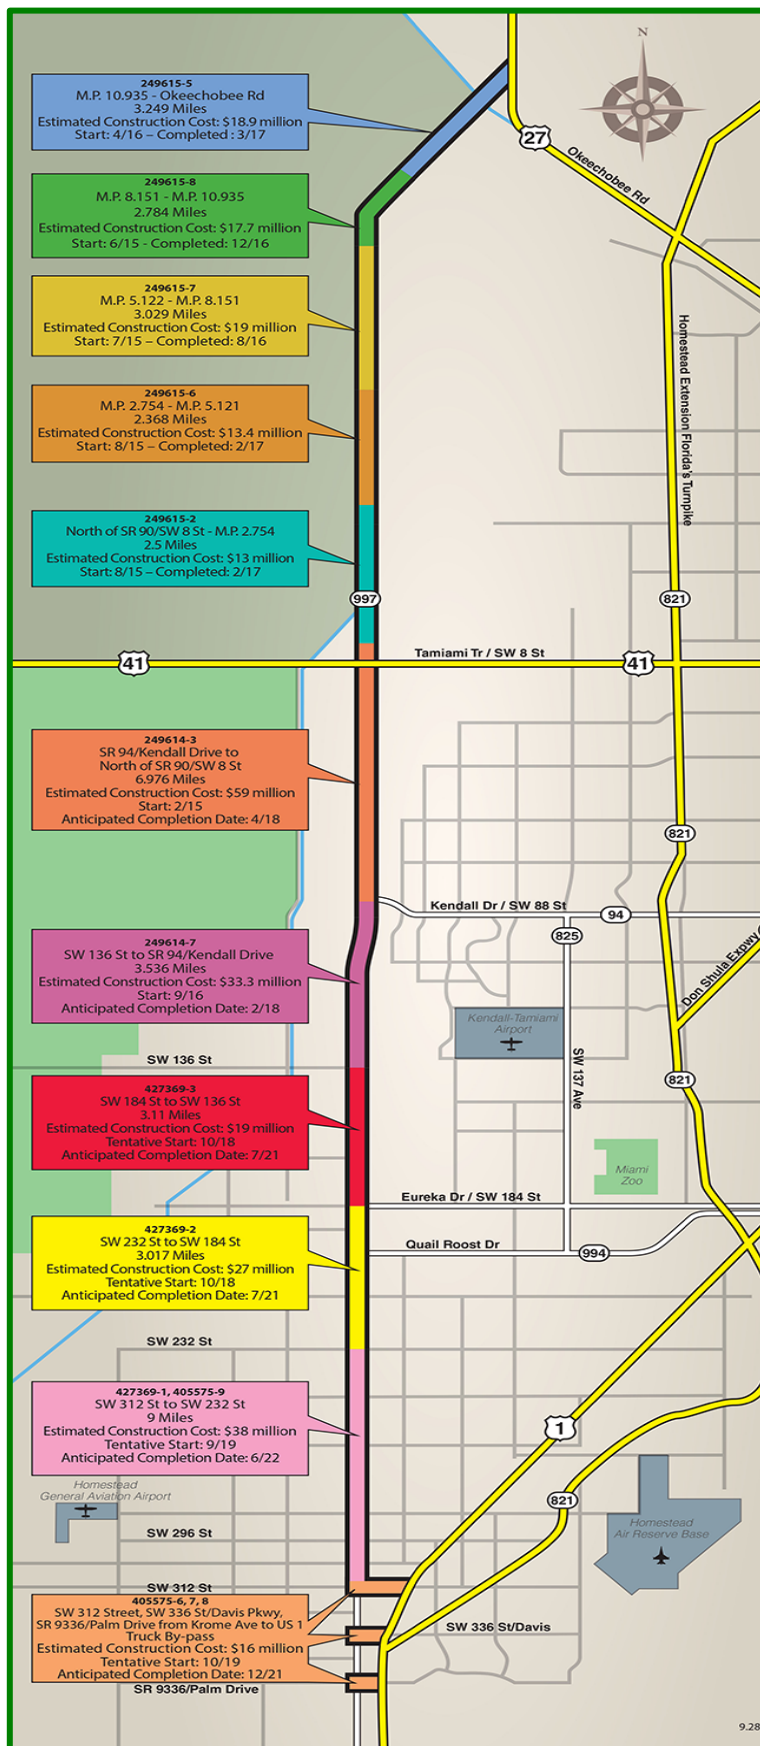 N
249615-5
M.P. 10.935 - Okeechobee Rd
3.249 Miles
Estimated Construction Cost: $18.9 million
Start: 4/16 – Completed : 3/17
27
Okeechobee Rd
249615-8
M.P. 8.151 - M.P. 10.935
2.784 Miles
Estimated Construction Cost: $17.7 million
Start: 6/15 - Completed: 12/16
249615-7
M.P. 5.122 - M.P. 8.151
3.029 Miles
Estimated Construction Cost: $19 million
Start: 7/15 – Completed: 8/16
Homestead Extension Florida's Turnpike
249615-6
M.P. 2.754 - M.P. 5.121
2.368 Miles
Estimated Construction Cost: $13.4 million
Start: 8/15 – Completed: 2/17
249615-2
North of SR 90/SW 8 St - M.P. 2.754
2.5 Miles
Estimated Construction Cost: $13 million
Start: 8/15 – Completed: 2/17
997
821
41
Tamiami Tr / SW 8 St
41
249614-3
SR 94/Kendall Drive to
North of SR 90/SW 8 St
6.976 Miles
Estimated Construction Cost: $59 million
Start: 2/15
Anticipated Completion Date: 4/18
821
Kendall Dr / SW 88 St
94
825
249614-7
SW 136 St to SR 94/Kendall Drive
3.536 Miles
Estimated Construction Cost: $33.3 million
Start: 9/16
Anticipated Completion Date: 2/18
Don Shula Expwy
Kendall-Tamiami
Airport
SW 136 St
SW 137 Ave
821
427369-3
SW 184 St to SW 136 St
3.11 Miles
Estimated Construction Cost: $19 million
Tentative Start: 10/18
Anticipated Completion Date: 7/21
Miami
Zoo
Eureka Dr / SW 184 St
427369-2
SW 232 St to SW 184 St
3.017 Miles
Estimated Construction Cost: $27 million
Tentative Start: 10/18
Anticipated Completion Date: 7/21
Quail Roost Dr
994
SW 232 St
427369-1, 405575-9
SW 312 St to SW 232 St
9 Miles
Estimated Construction Cost: $38 million
Tentative Start: 9/19
Anticipated Completion Date: 6/22
1
Homestead
General Aviation Airport
821
Homestead
Air Reserve Base
SW 296 St
SW 312 St
405575-6, 7, 8
SW 312 Street, SW 336 St/Davis Pkwy,
SR 9336/Palm Drive from Krome Ave to US 1
Truck By-pass
Estimated Construction Cost: $16 million
Tentative Start: 10/19
Anticipated Completion Date: 12/21
SW 336 St/Davis
SR 9336/Palm Drive
9.28